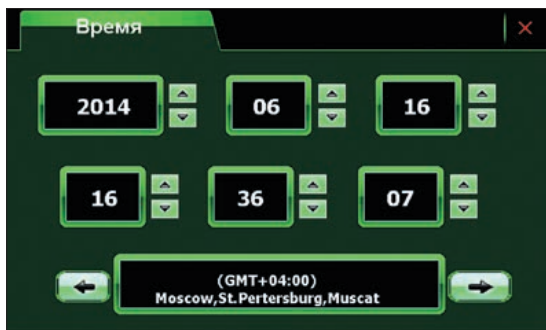 Время
2014 06 16
16 36 07
(GMT+04:00)
Moscow,St.Pertersburg,Muscat